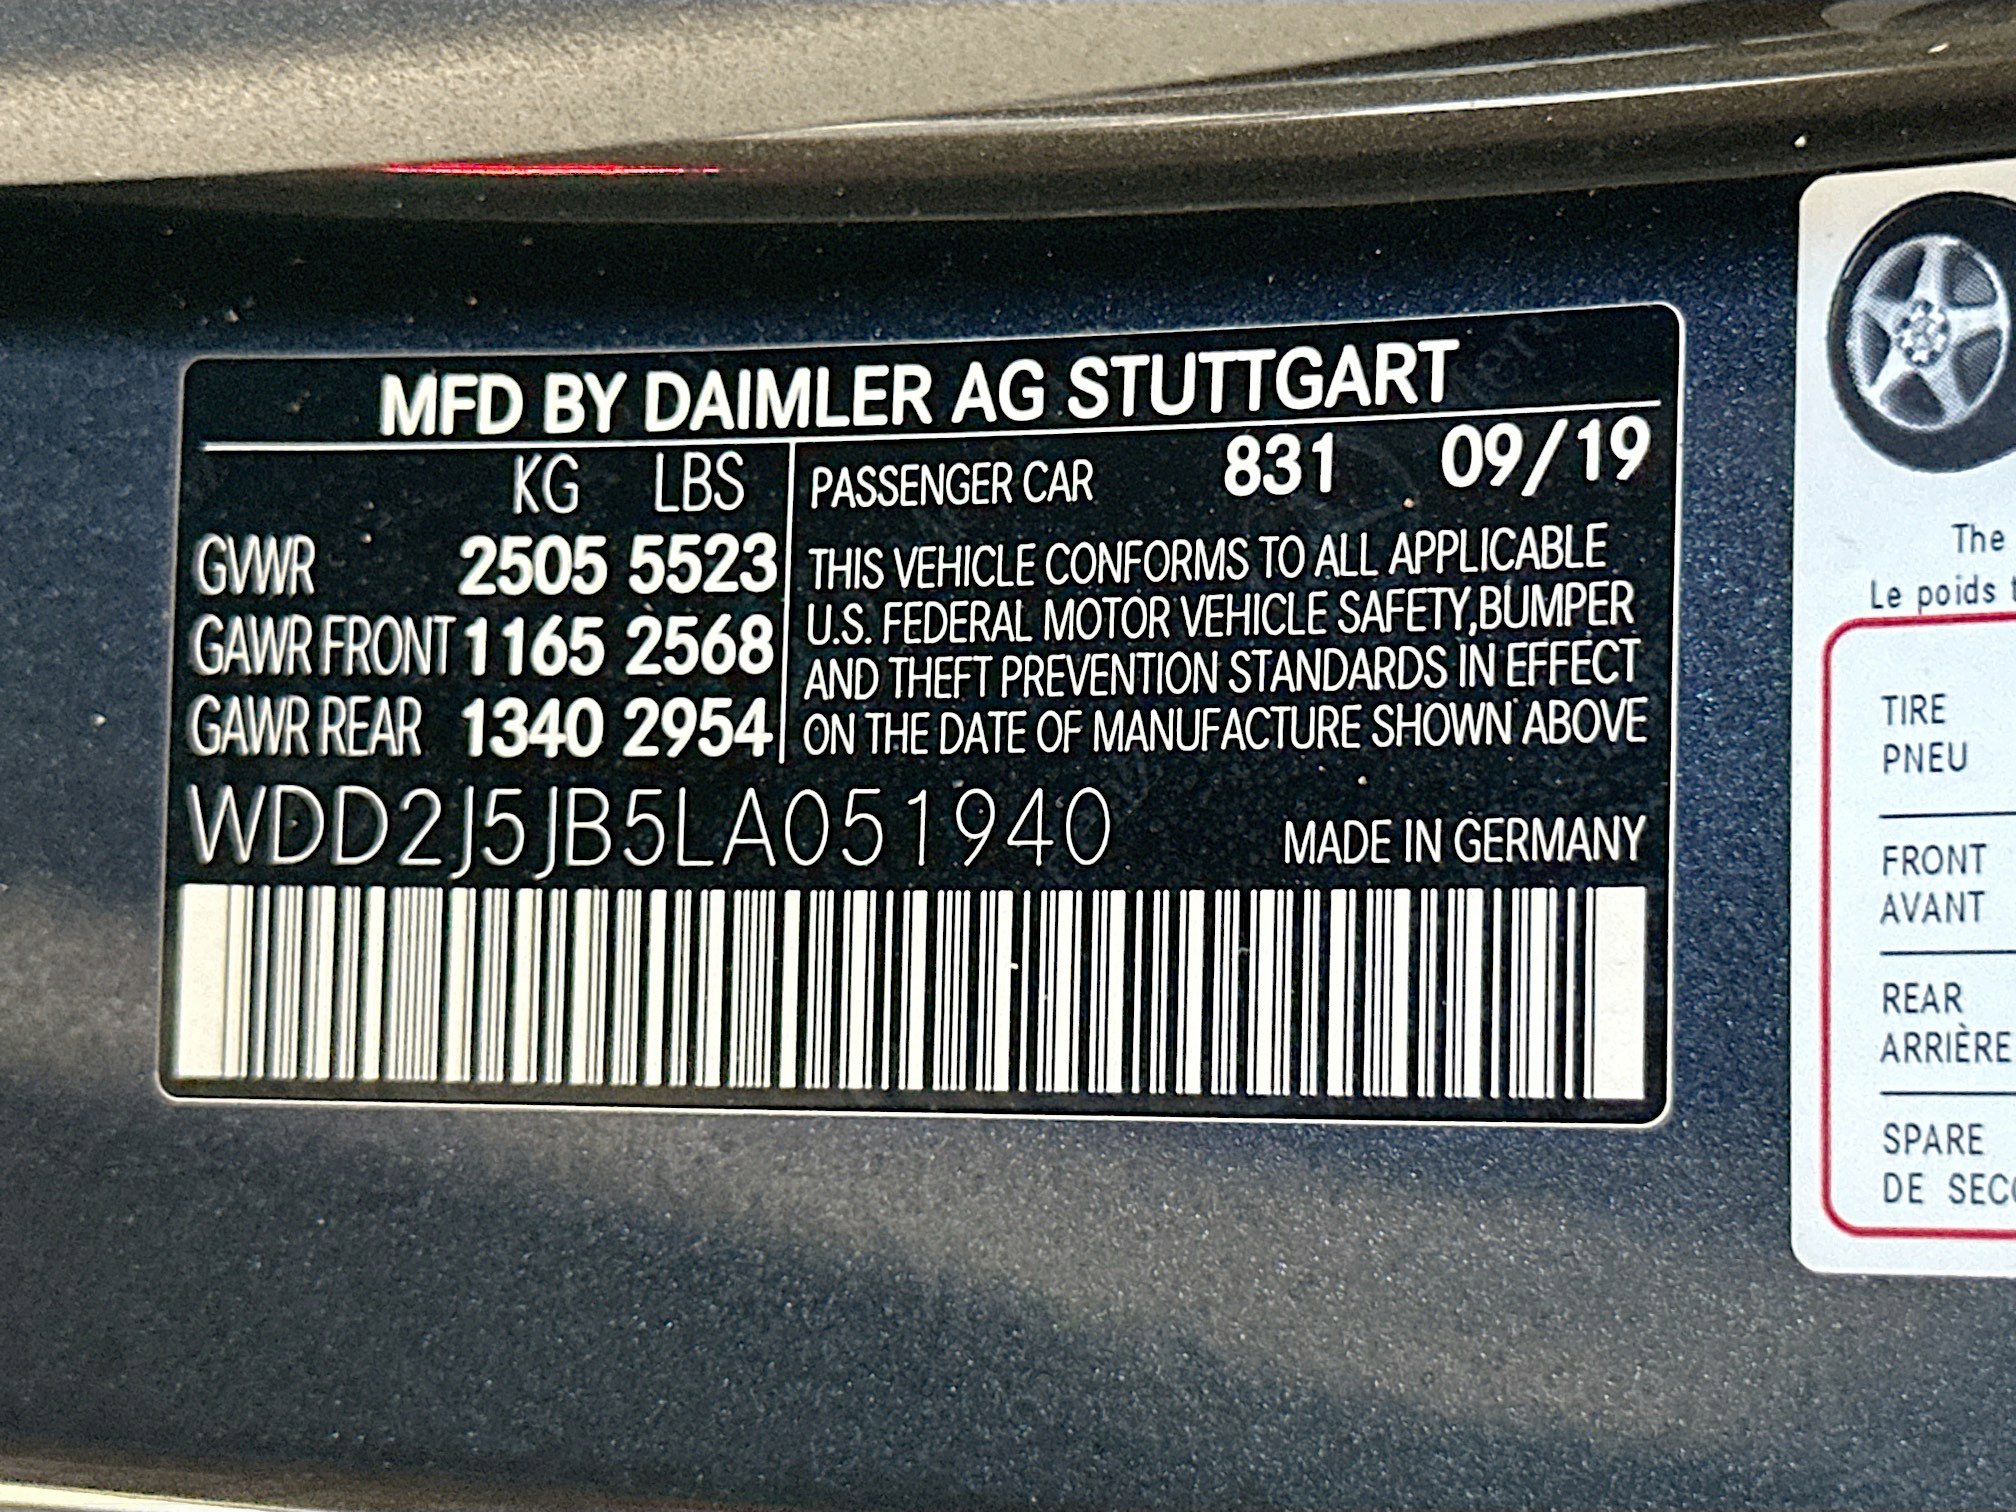 MFD BY DAIMLER AG STUTTGART
KG LBS
GVWR 2505 5523
GAWR FRONT 1165 2568
GAWR REAR 1340 2954
PASSENGER CAR 831 09/19
THIS VEHICLE CONFORMS TO ALL APPLICABLE
U.S. FEDERAL MOTOR VEHICLE SAFETY,BUMPER
AND THEFT PREVENTION STANDARDS IN EFFECT
ON THE DATE OF MANUFACTURE SHOWN ABOVE
WDD2J5JB5LA051940
MADE IN GERMANY
The
Le poids
TIRE
PNEU
FRONT
AVANT
REAR
ARRIÈRE
SPARE
DE